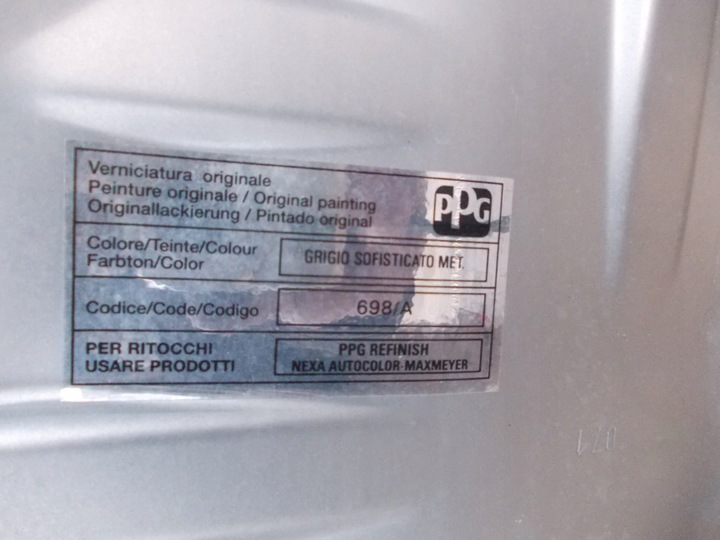 Verniciatura originale
Peinture originale / Original painting
Originallackierung / Pintado original
PPG
Colore/Teinte/Colour
Farbton/Color
GRIGIO SOFISTICATO MET.
Codice/Code/Codigo
698/A
PER RITOCCHI
USARE PRODOTTI
PPG REFINISH
NEXA AUTOCOLOR-MAXMEYER